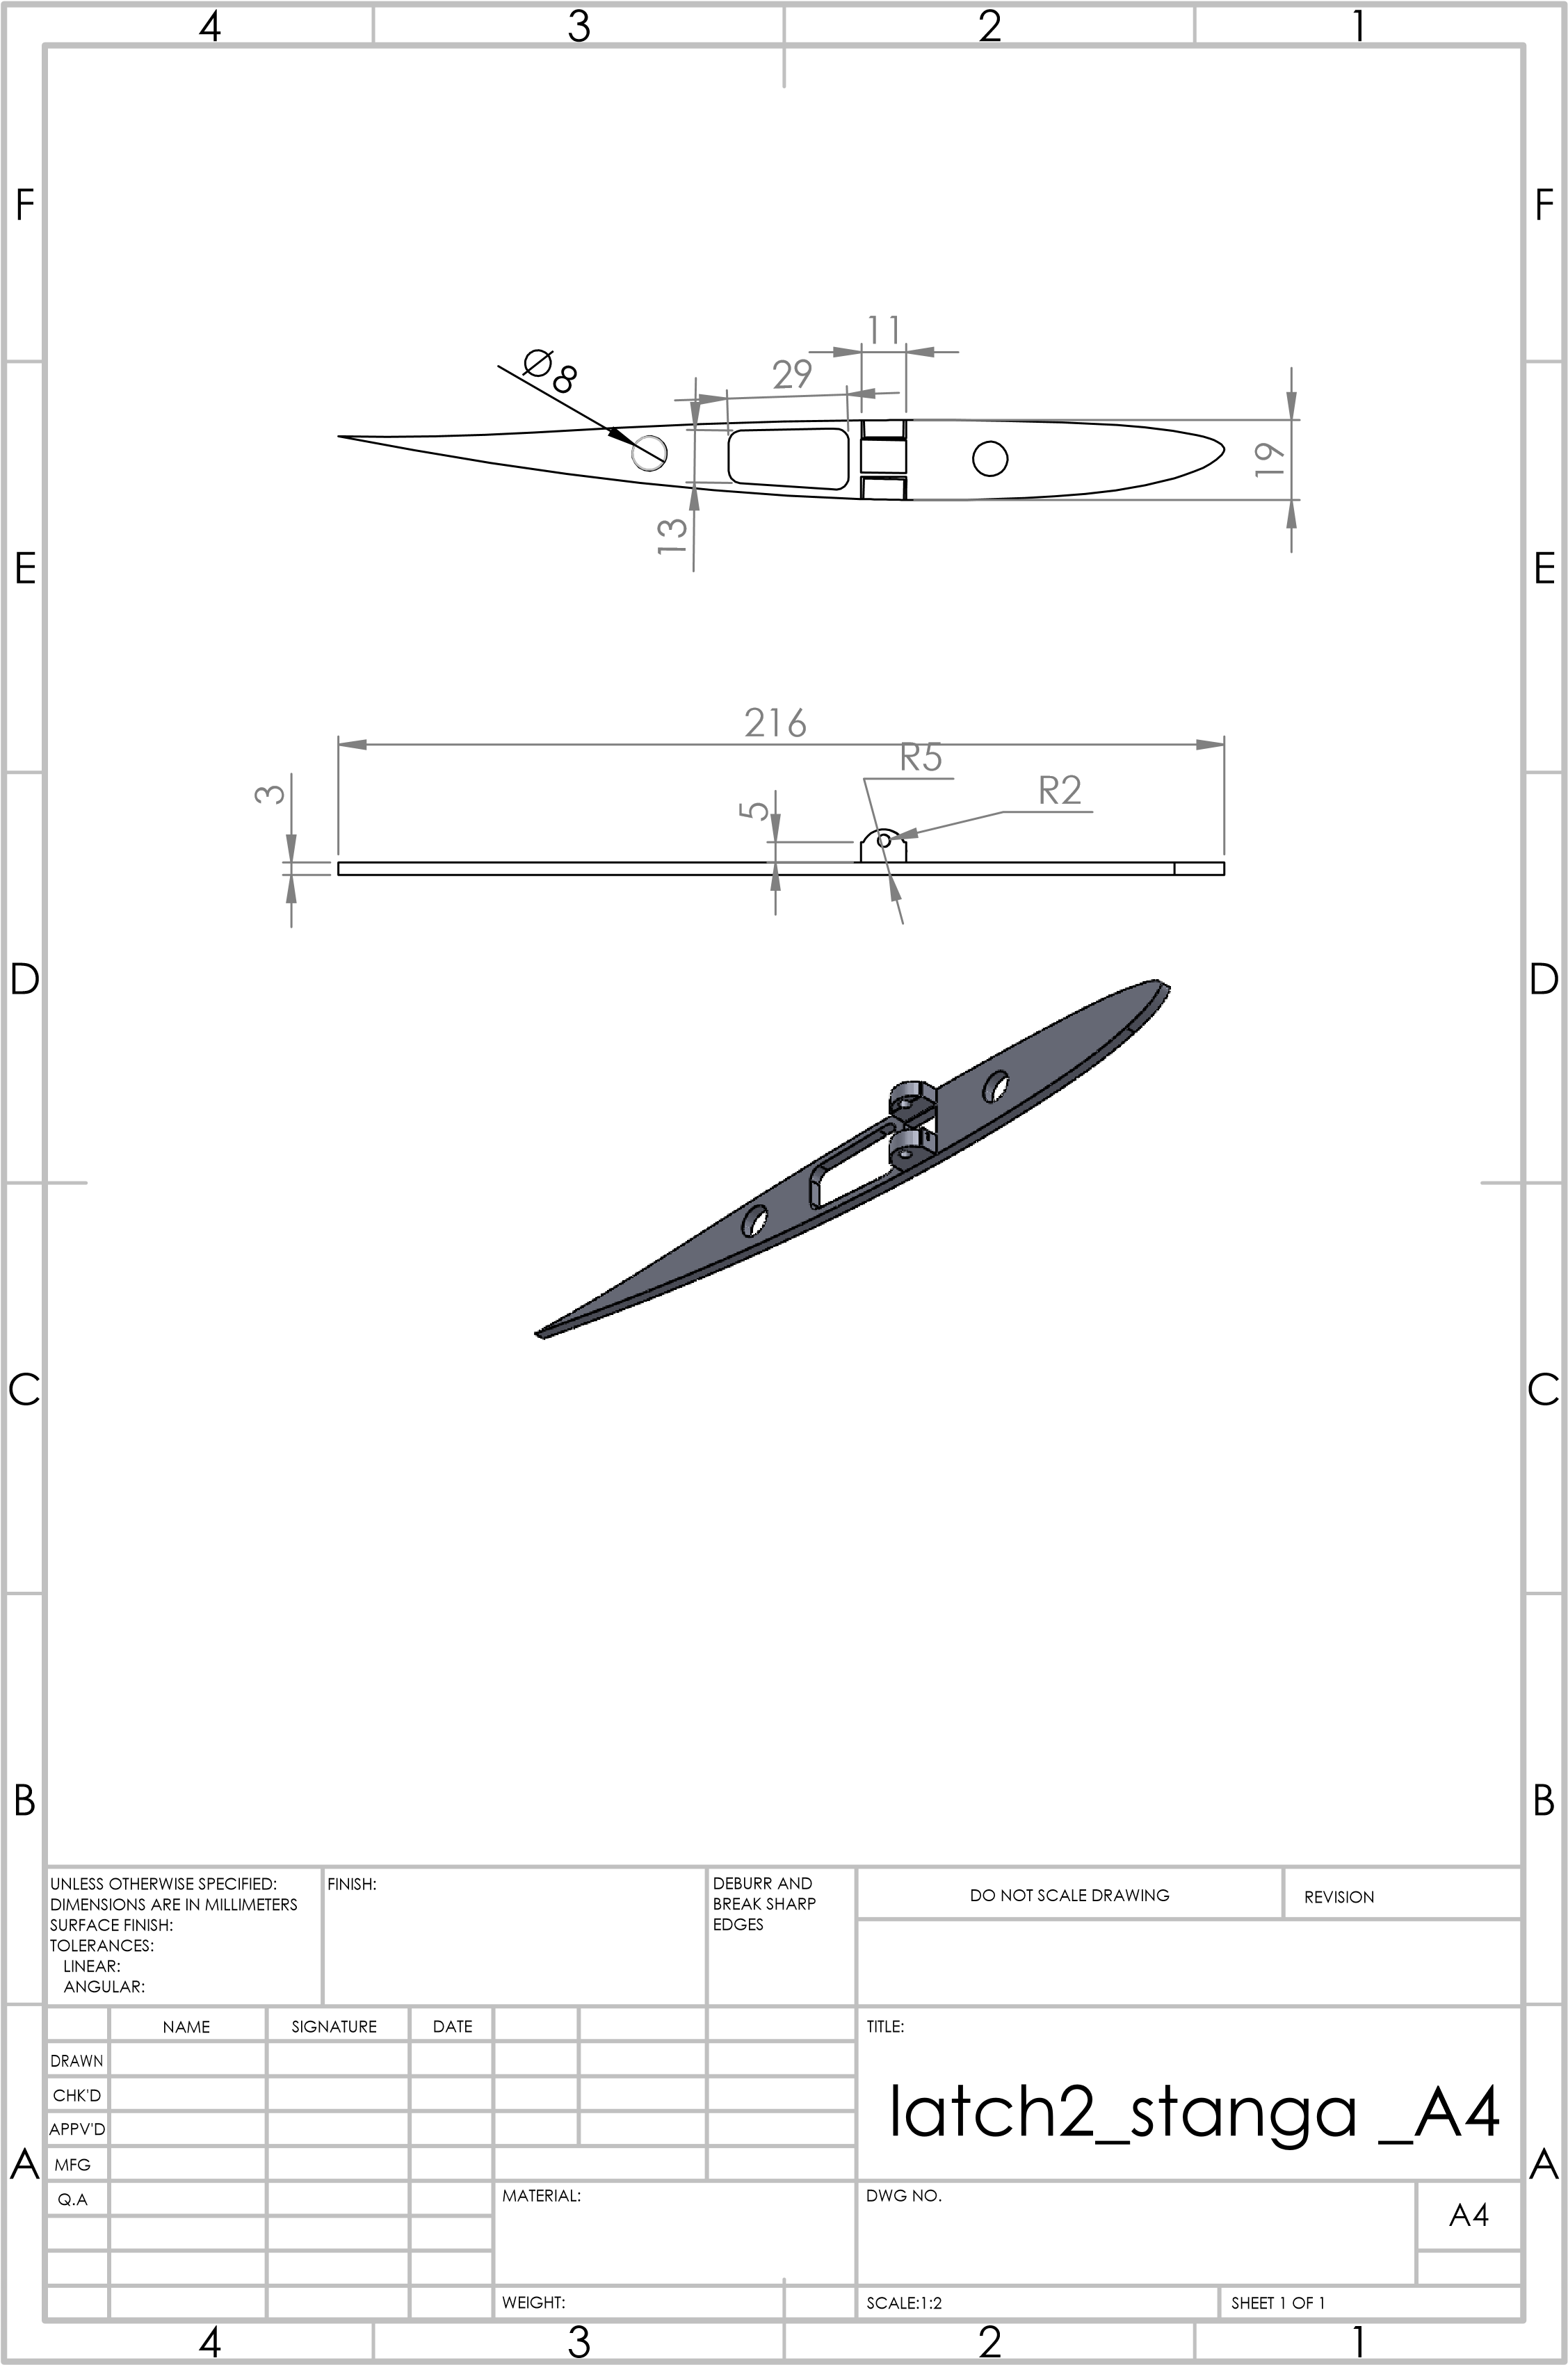 4 3 2 1
F F
11
29
Ø8
19
13
E E
216
R5
3
5
R2
D D
C C
B B
UNLESS OTHERWISE SPECIFIED:
DIMENSIONS ARE IN MILLIMETERS
SURFACE FINISH:
TOLERANCES:
LINEAR:
ANGULAR:
FINISH:
DEBURR AND
BREAK SHARP
EDGES
DO NOT SCALE DRAWING
REVISION
NAME SIGNATURE DATE
DRAWN
CHK'D
APPV'D
MFG
Q.A
TITLE:
latch2_stanga _A4
A A
MATERIAL:
DWG NO.
A4
WEIGHT:
SCALE:1:2
SHEET 1 OF 1
4 3 2 1